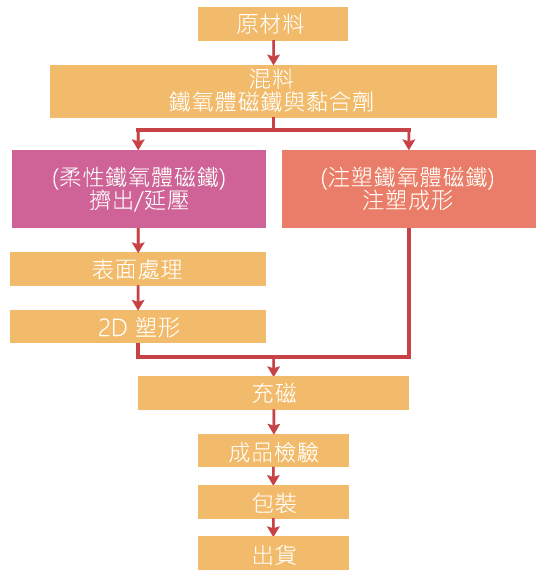 原材料
混料
鐵氧體磁鐵與黏合劑
(柔性鐵氧體磁鐵)
擠出/延壓
(注塑鐵氧體磁鐵)
注塑成形
表面處理
2D 塑形
充磁
成品檢驗
包裝
出貨